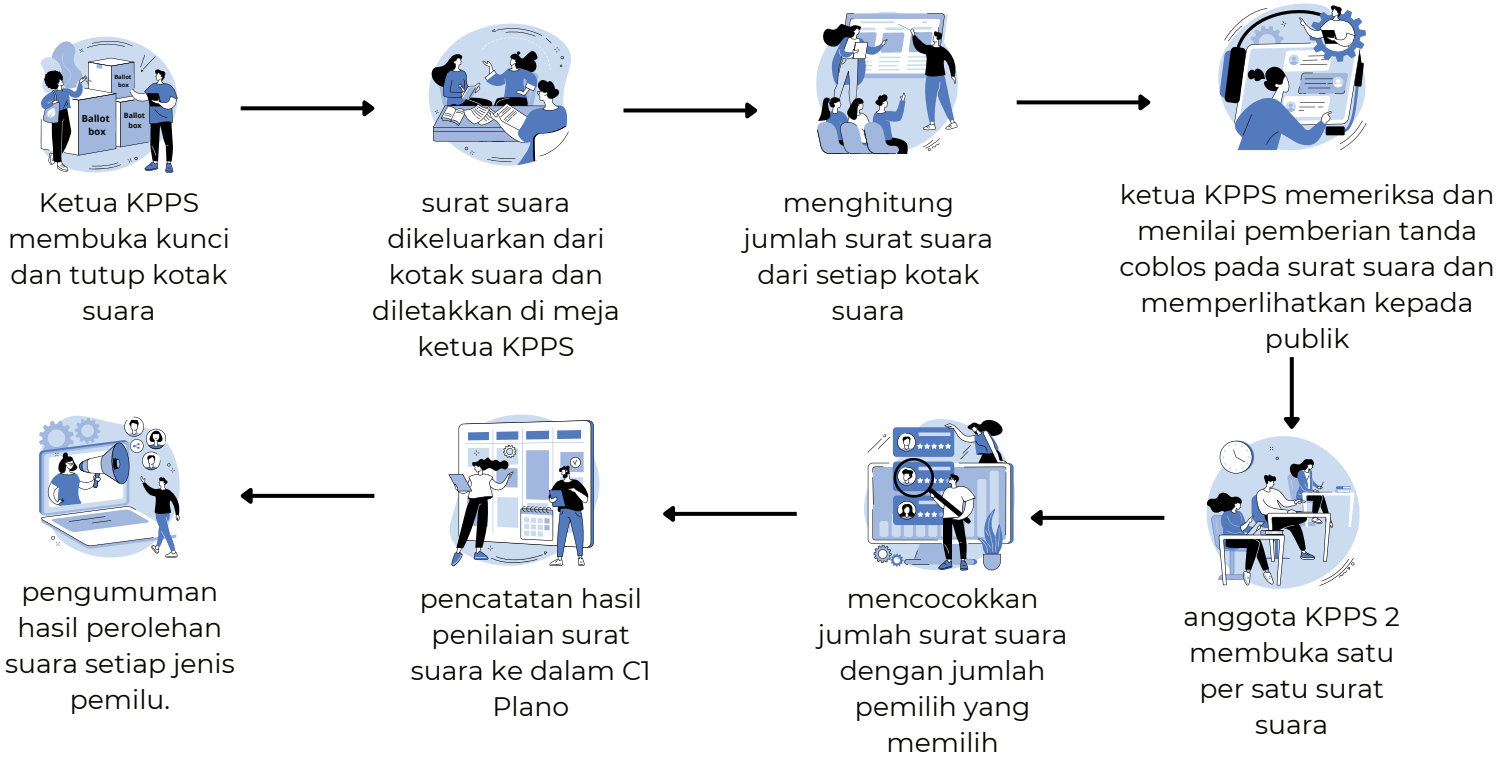 Ballot
box
Ballot
box
Ballot
box
Ketua KPPS
membuka kunci
dan tutup kotak
suara
surat suara
dikeluarkan dari
kotak suara dan
diletakkan di meja
ketua KPPS
menghitung
jumlah surat suara
dari setiap kotak
suara
ketua KPPS memeriksa dan
menilai pemberian tanda
coblos pada surat suara dan
memperlihatkan kepada
publik
anggota KPPS 2
membuka satu
per satu surat
suara
mencocokkan
jumlah surat suara
dengan jumlah
pemilih yang
memilih
pencatatan hasil
penilaian surat
suara ke dalam C1
Plano
pengumuman
hasil perolehan
suara setiap jenis
pemilu.